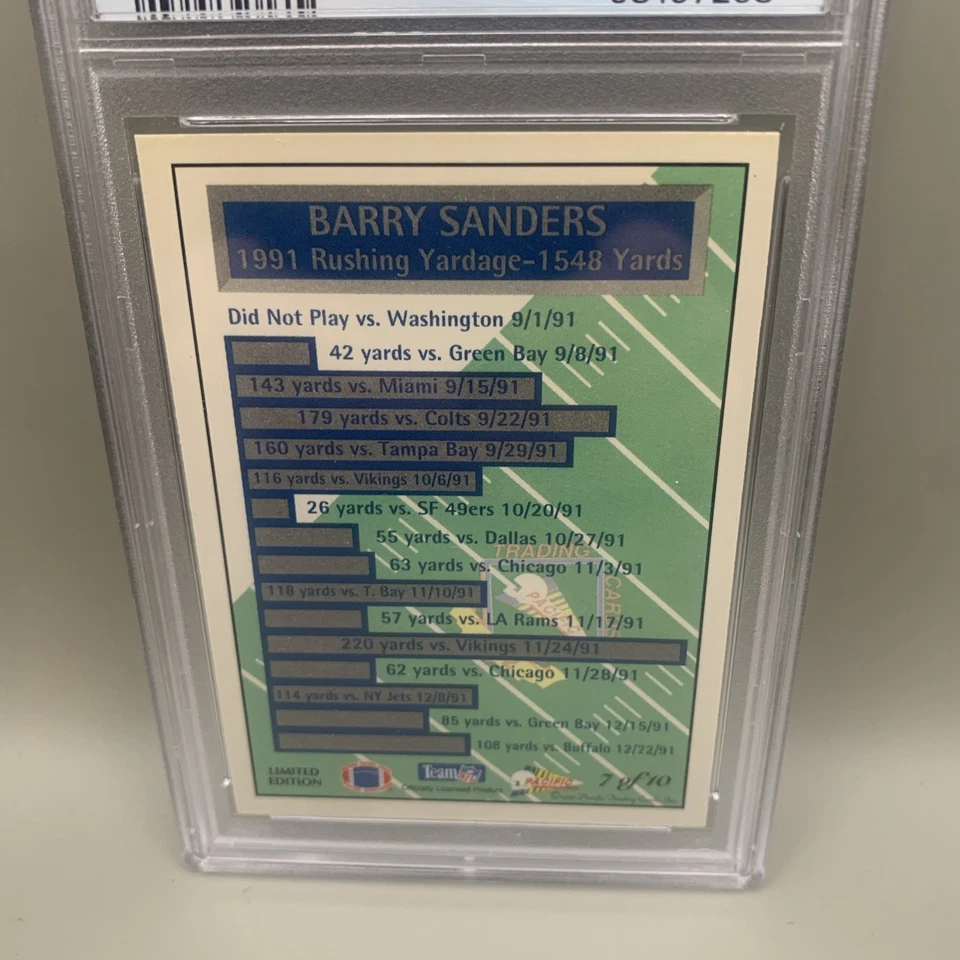 BARRY SANDERS
1991 Rushing Yardage-1548 Yards
Did Not Play vs. Washington 9/1/91
42 yards vs. Green Bay 9/8/91
143 yards vs. Miami 9/15/91
179 yards vs. Colts 9/22/91
160 yards vs. Tampa Bay 9/29/91
116 yards vs. Vikings 10/6/91
26 yards vs. SF 49ers 10/20/91
55 yards vs. Dallas 10/27/91
TRADING
63 yards vs. Chicago 11/3/91
CARDS
118 yards vs. T. Bay 11/10/91
PACIFIC
57 yards vs. LA Rams 11/17/91
220 yards vs. Vikings 11/24/91
62 yards vs. Chicago 11/28/91
114 yards vs. NY Jets 12/8/91
85 yards vs. Green Bay 12/15/91
108 yards vs. Buffalo 12/22/91
LIMITED
EDITION
Team NFL
Officially Licensed Product
PACIFIC
7 of 10